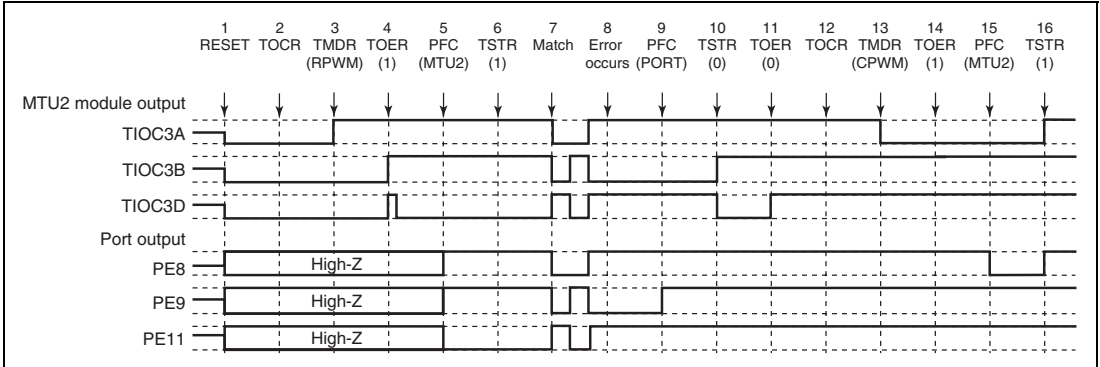 1 2 3 4 5 6 7 8 9 10 11 12 13 14 15 16
RESET TOCR TMDR TOER PFC TSTR Match Error PFC TSTR TOER TOCR TMDR TOER PFC TSTR
(RPWM) (1) (MTU2) (1) occurs (PORT) (0) (0) (CPWM) (1) (MTU2) (1)
MTU2 module output
TIOC3A
TIOC3B
TIOC3D
Port output
PE8 High-Z
PE9 High-Z
PE11 High-Z